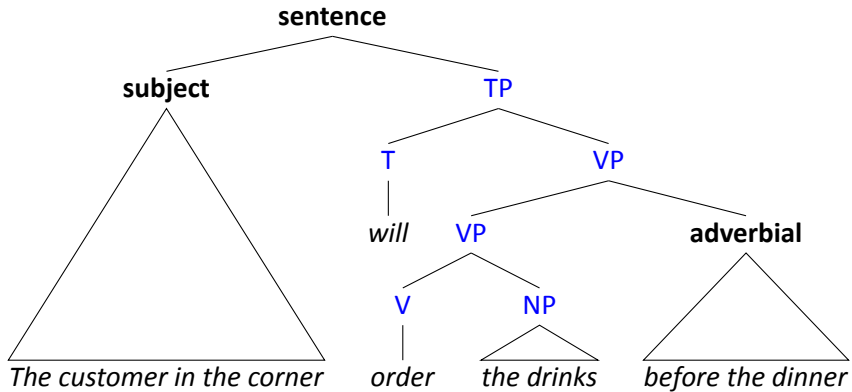 sentence
subject TP
T VP
will VP adverbial
V NP
The customer in the corner order the drinks before the dinner